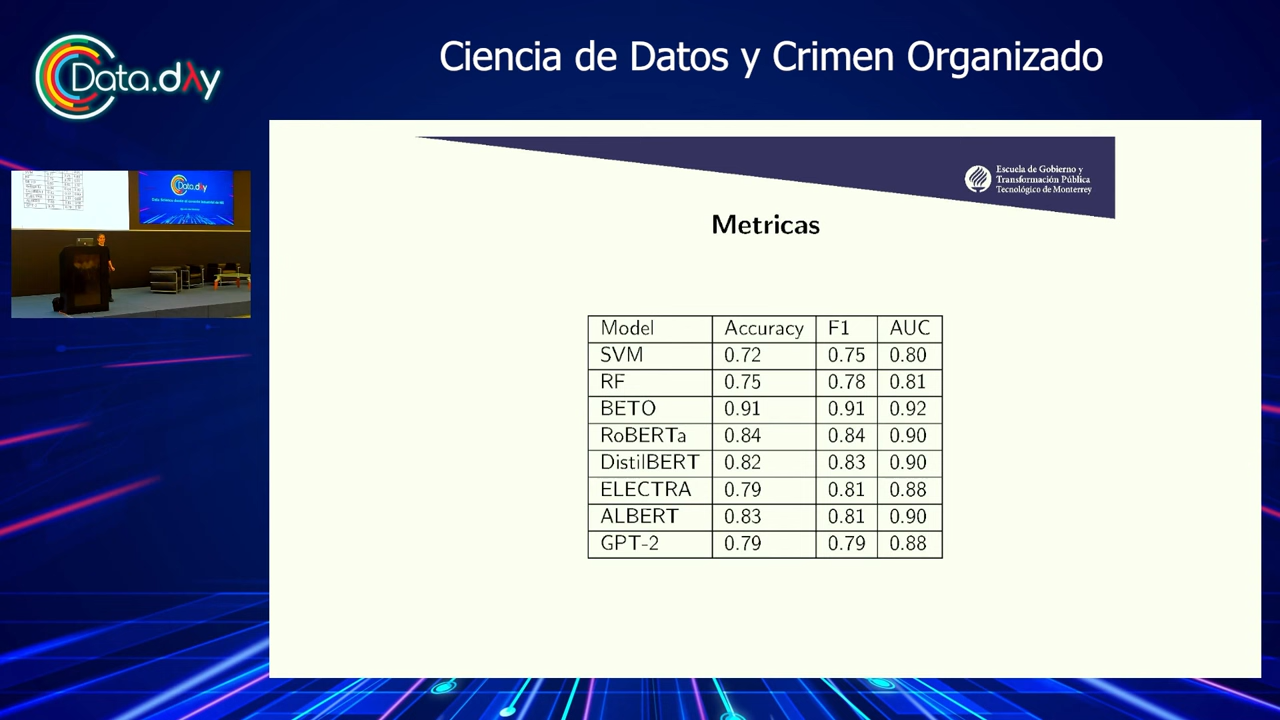 Data.dλy
Ciencia de Datos y Crimen Organizado
Escuela de Gobierno y
Transformación Pública
Tecnológico de Monterrey
Metricas
Model Accuracy F1 AUC
SVM 0.72 0.75 0.80
RF 0.75 0.78 0.81
BETO 0.91 0.91 0.92
RoBERTa 0.84 0.84 0.90
DistilBERT 0.82 0.83 0.90
ELECTRA 0.79 0.81 0.88
ALBERT 0.83 0.81 0.90
GPT-2 0.79 0.79 0.88
Data.dλy